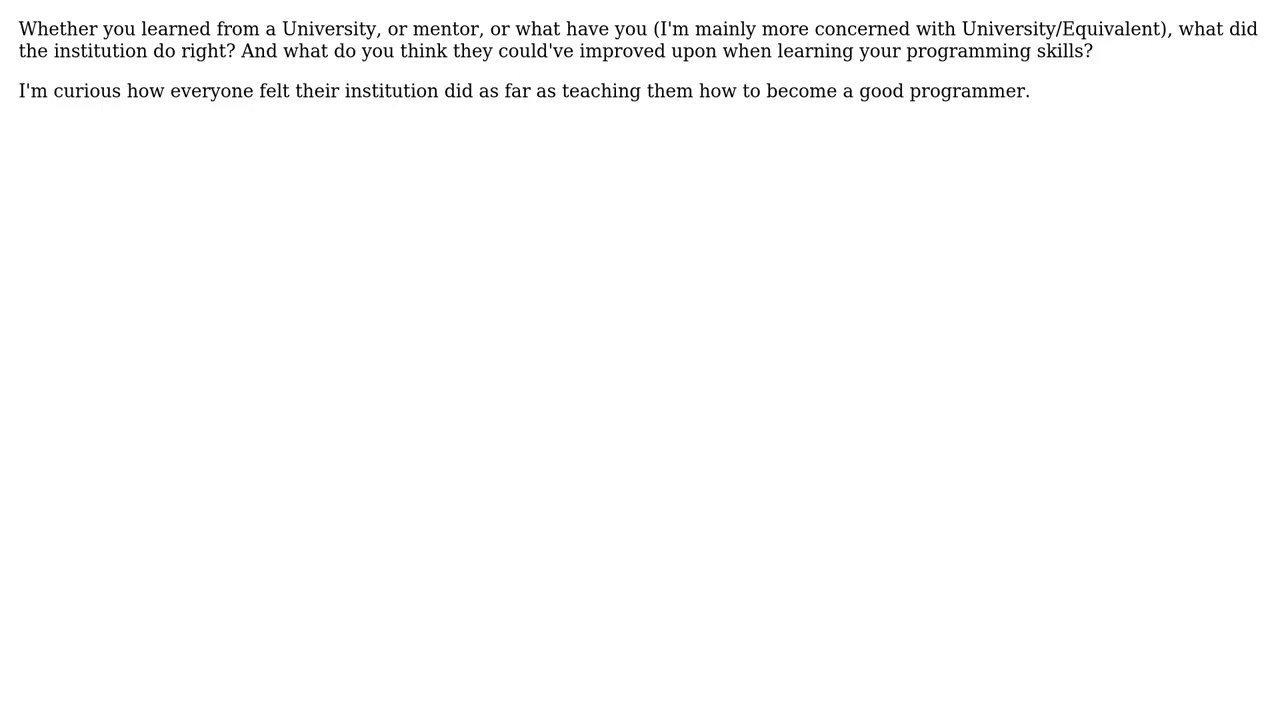 Whether you learned from a University, or mentor, or what have you (I'm mainly more concerned with University/Equivalent), what did
the institution do right? And what do you think they could've improved upon when learning your programming skills?
I'm curious how everyone felt their institution did as far as teaching them how to become a good programmer.